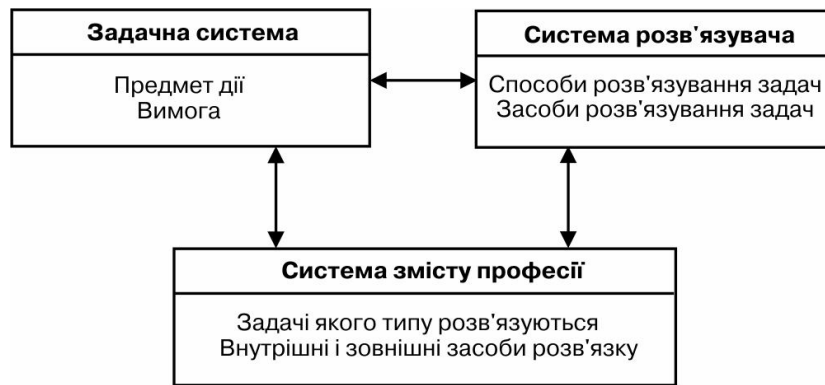 Задачна система
Предмет дії
Вимога
Система розв'язувача
Способи розв'язування задач
Засоби розв'язування задач
Система змісту професії
Задачі якого типу розв'язуються
Внутрішні і зовнішні засоби розв'язку